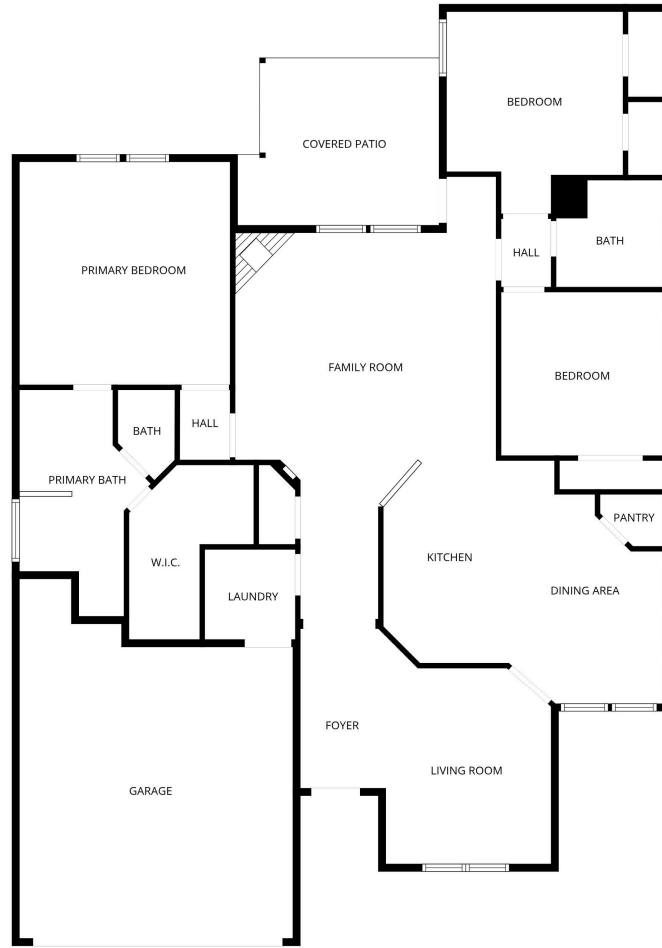 BEDROOM
COVERED PATIO
BATH
HALL
PRIMARY BEDROOM
FAMILY ROOM
BEDROOM
HALL
BATH
PRIMARY BATH
PANTRY
KITCHEN
W.I.C.
DINING AREA
LAUNDRY
FOYER
LIVING ROOM
GARAGE